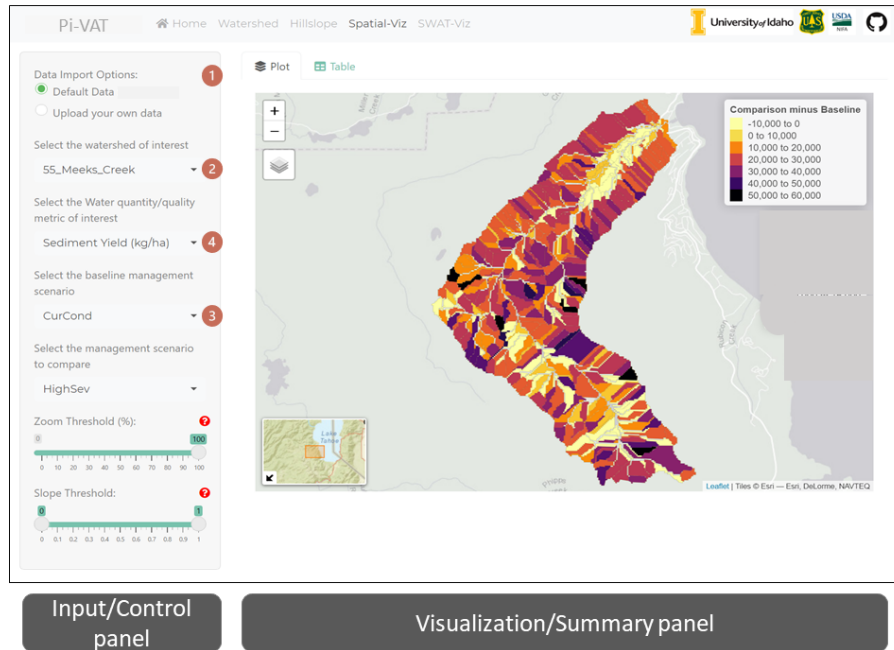 Pi-VAT
Home Watershed Hillslope Spatial-Viz SWAT-Viz
University of Idaho
UAS
USDA
NIFA
Data Import Options:
1
Default Data
Upload your own data
Select the watershed of interest
55_Meeks_Creek
2
Select the Water quantity/quality
metric of interest
Sediment Yield (kg/ha)
4
Select the baseline management
scenario
CurCond
3
Select the management scenario
to compare
HighSev
Zoom Threshold (%):
?
0 100
0 10 20 30 40 50 60 70 80 90 100
Slope Threshold:
?
0 1
0 0.1 0.2 0.3 0.4 0.5 0.6 0.7 0.8 0.9 1
Plot Table
+
−
Comparison minus Baseline
-10,000 to 0
0 to 10,000
10,000 to 20,000
20,000 to 30,000
30,000 to 40,000
40,000 to 50,000
50,000 to 60,000
Lake
Tahoe
Leaflet | Tiles © Esri — Esri, DeLorme, NAVTEQ
Input/Control
panel
Visualization/Summary panel